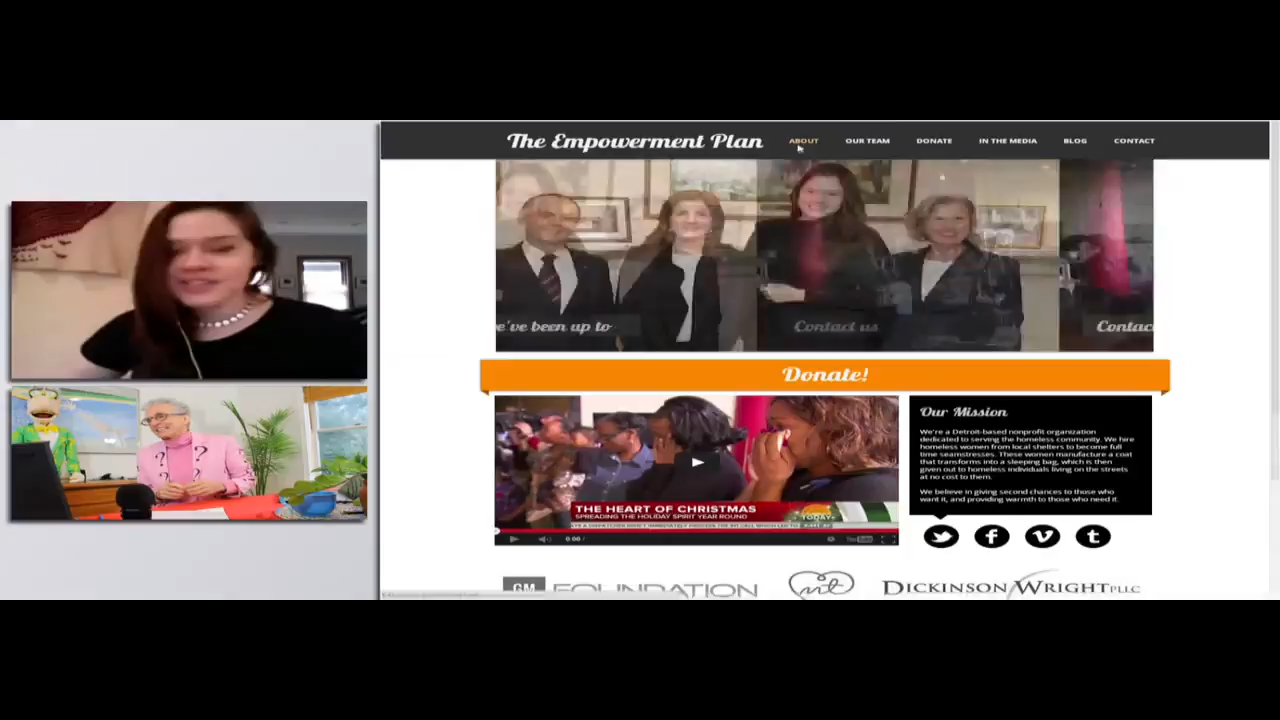 The Empowerment Plan
ABOUT
OUR TEAM
DONATE
IN THE MEDIA
BLOG
CONTACT
e've been up to
Contact us
Contac
Donate!
THE HEART OF CHRISTMAS
SPREADING THE HOLIDAY SPIRIT YEAR ROUND
TODAY
0:00 /
YouTube
Our Mission
We're a Detroit-based nonprofit organization
dedicated to serving the homeless community. We hire
homeless women from local shelters to become full
time seamstresses. These women manufacture a coat
that transforms into a sleeping bag, which is then
given out to homeless individuals living on the streets
at no cost to them.
We believe in giving second chances to those who
want it, and providing warmth to those who need it.
GM FOUNDATION
DICKINSON WRIGHT PLLC
? ? ? ?